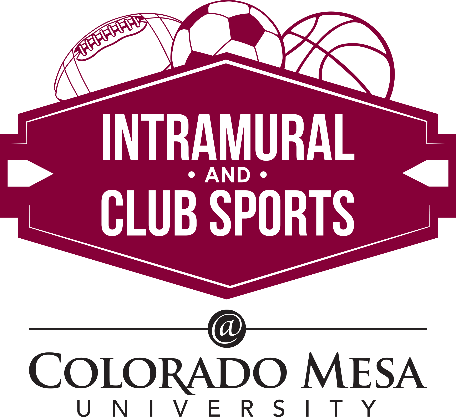 INTRAMURAL
• AND •
CLUB SPORTS
@
COLORADO MESA
UNIVERSITY